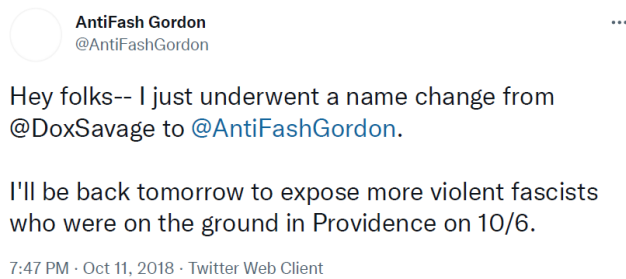 AntiFash Gordon
@AntiFashGordon
Hey folks-- I just underwent a name change from
@DoxSavage to @AntiFashGordon.
I'll be back tomorrow to expose more violent fascists
who were on the ground in Providence on 10/6.
7:47 PM · Oct 11, 2018 · Twitter Web Client